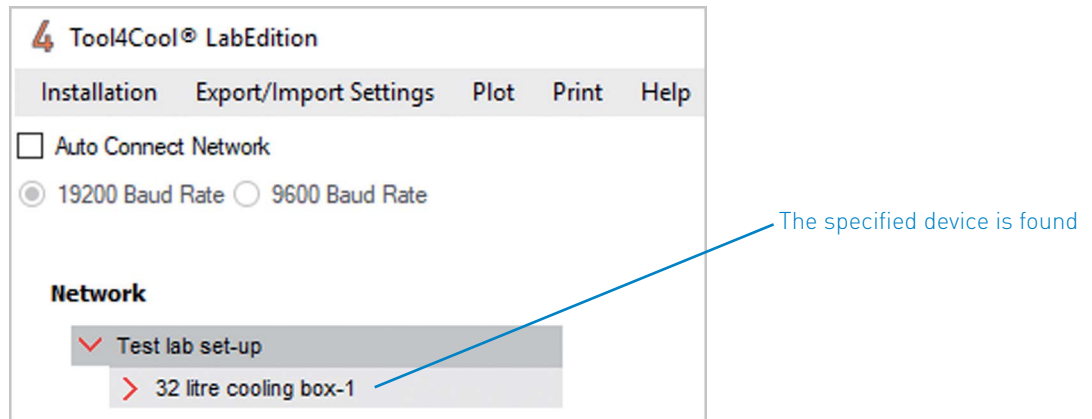 4 Tool4Cool® LabEdition
Installation Export/Import Settings Plot Print Help
Auto Connect Network
19200 Baud Rate 9600 Baud Rate
The specified device is found
Network
Test lab set-up
32 litre cooling box-1